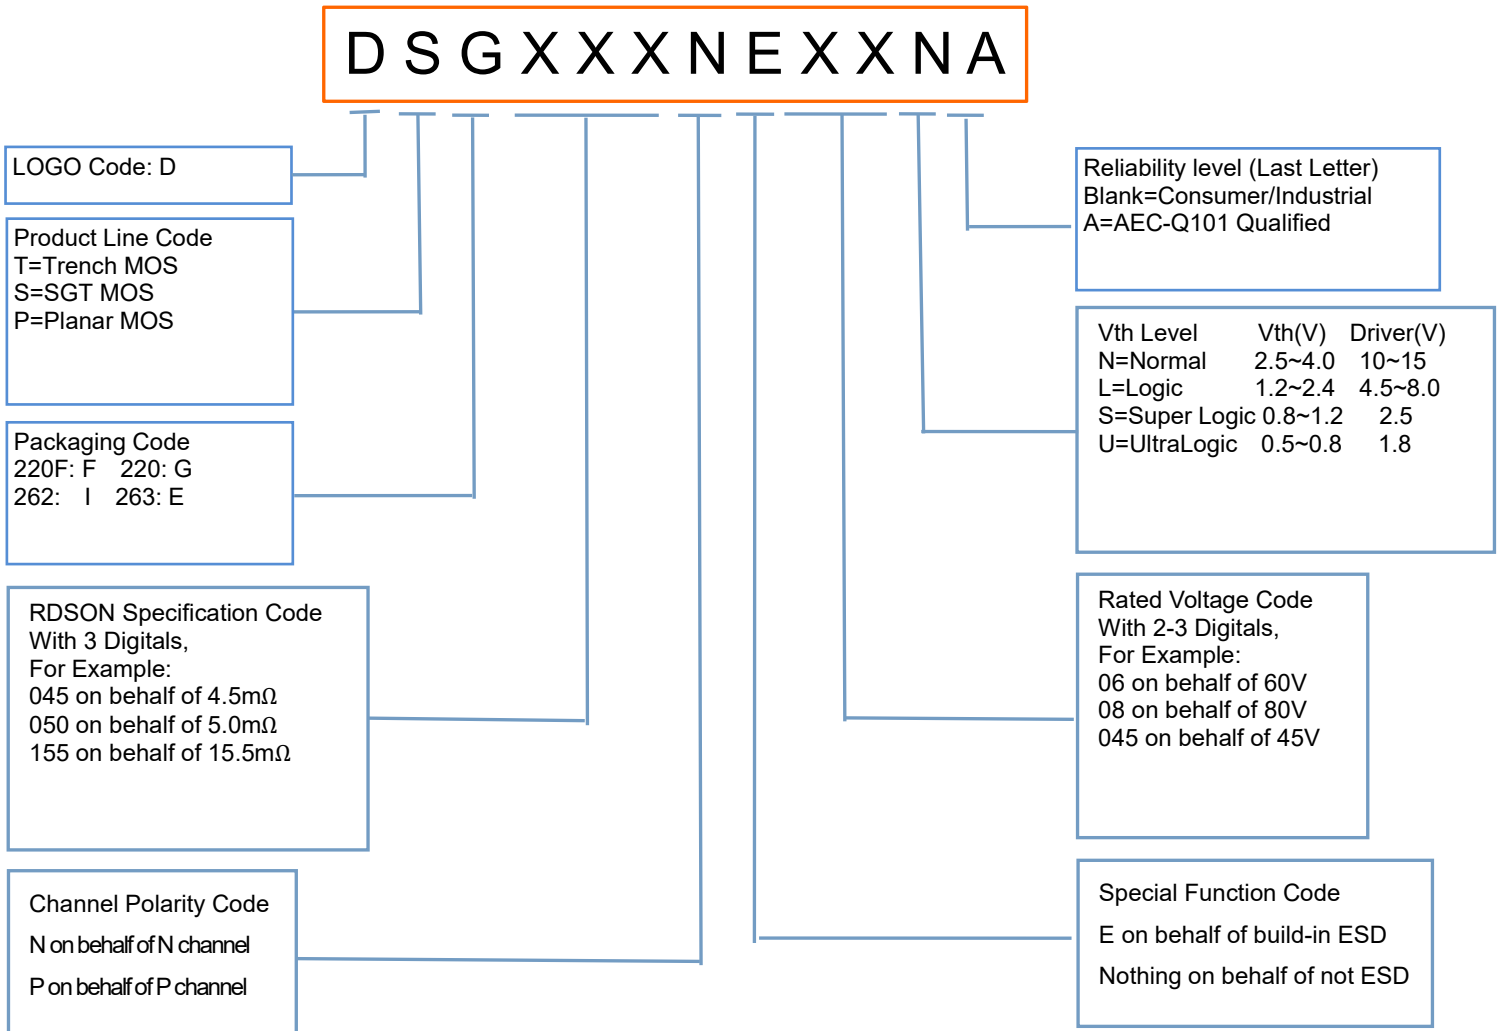 D S G X X X N E X X N A
LOGO Code: D
Product Line Code
T=Trench MOS
S=SGT MOS
P=Planar MOS
Packaging Code
220F: F 220: G
262: I 263: E
RDSON Specification Code
With 3 Digitals,
For Example:
045 on behalf of 4.5mΩ
050 on behalf of 5.0mΩ
155 on behalf of 15.5mΩ
Channel Polarity Code
N on behalf of N channel
P on behalf of P channel
Reliability level (Last Letter)
Blank=Consumer/Industrial
A=AEC-Q101 Qualified
Vth Level Vth(V) Driver(V)
N=Normal 2.5~4.0 10~15
L=Logic 1.2~2.4 4.5~8.0
S=Super Logic 0.8~1.2 2.5
U=UltraLogic 0.5~0.8 1.8
Rated Voltage Code
With 2-3 Digitals,
For Example:
06 on behalf of 60V
08 on behalf of 80V
045 on behalf of 45V
Special Function Code
E on behalf of build-in ESD
Nothing on behalf of not ESD